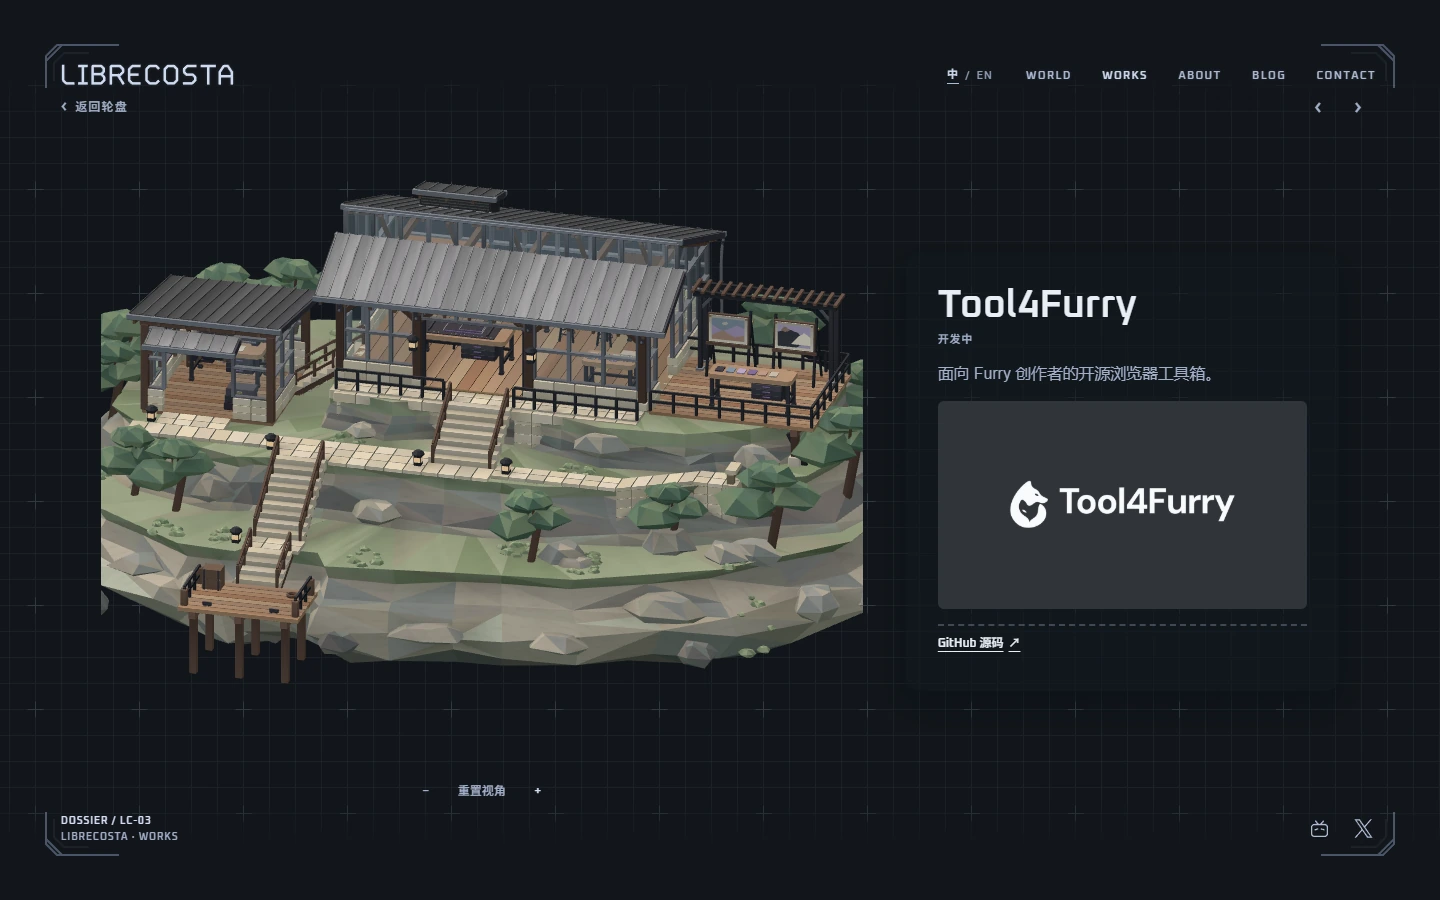 LIBRECOSTA
中 / EN WORLD WORKS ABOUT BLOG CONTACT
‹ 返回轮盘
‹ ›
Tool4Furry
开发中
面向 Furry 创作者的开源浏览器工具箱。
Tool4Furry
GitHub 源码 ↗
− 重置视角 +
DOSSIER / LC-03
LIBRECOSTA · WORKS